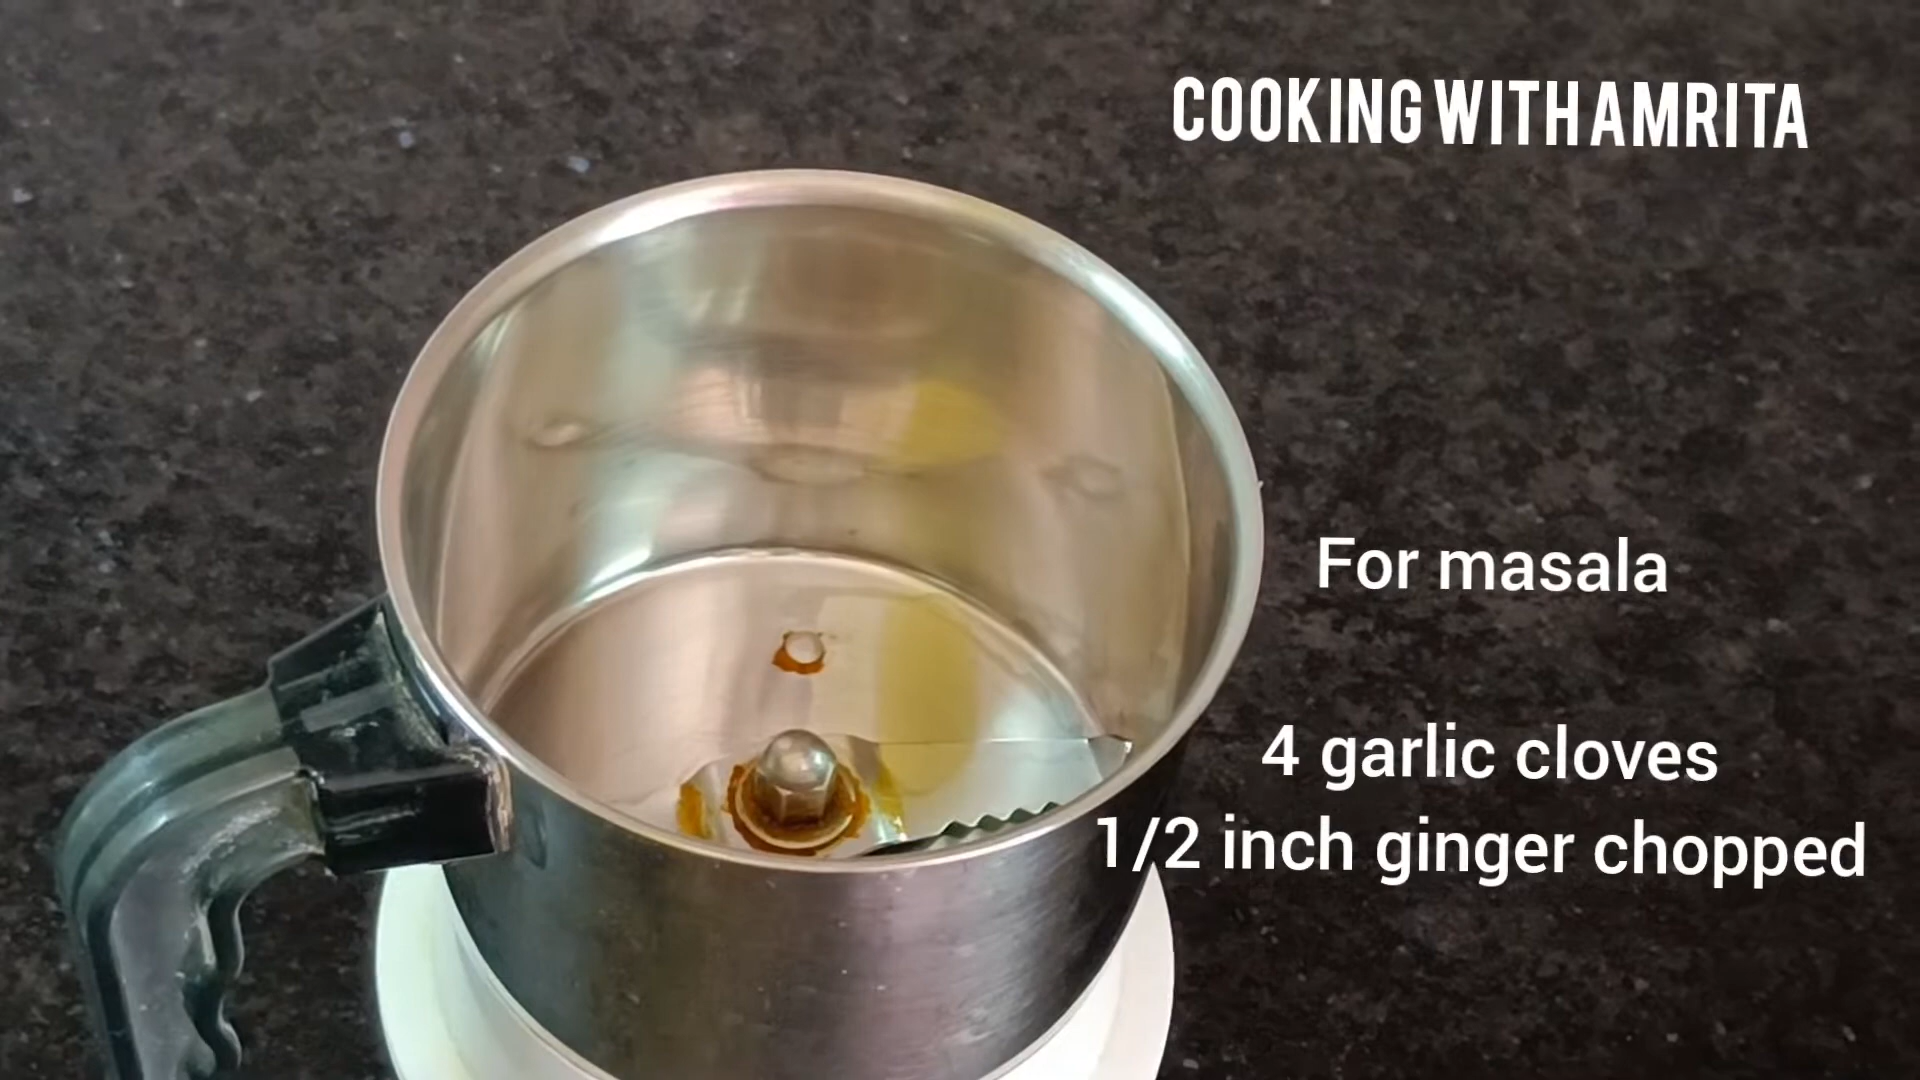 COOKING WITH AMRITA
For masala
4 garlic cloves
1/2 inch ginger chopped